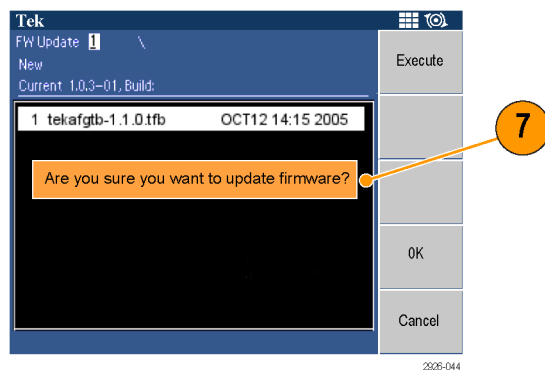 Tek
FW Update 1 \
New
Current 1.0.3-01, Build:
Execute
1 tekafgtb-1.1.0.tfb OCT12 14:15 2005
Are you sure you want to update firmware?
7
OK
Cancel
2926-044